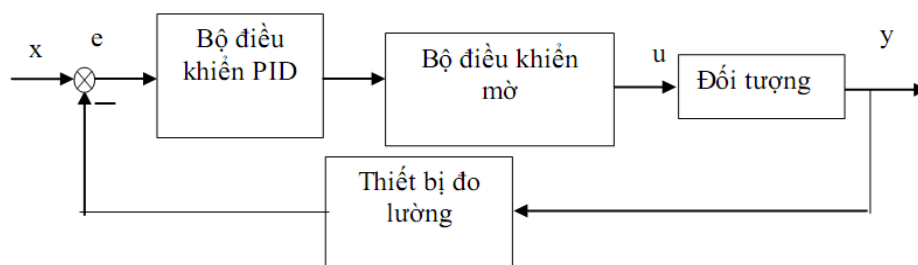 x
e
Bộ điều
khiển PID
Bộ điều khiển
mờ
u
Đối tượng
y
Thiết bị đo
lường